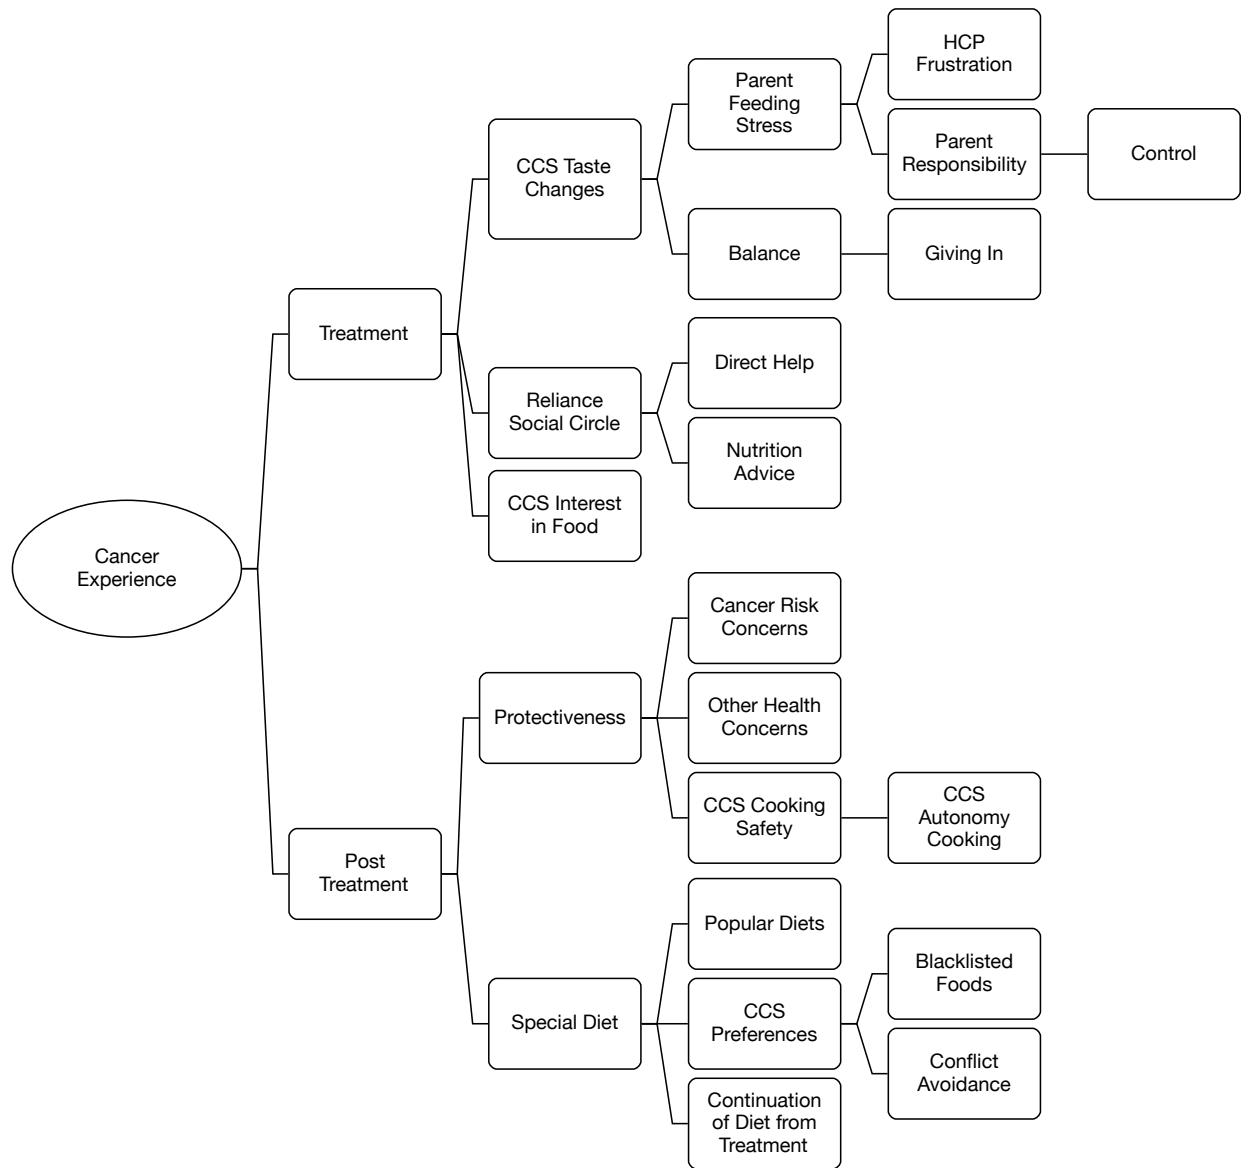 HCP
Frustration
Parent
Feeding
Stress
Parent
Responsibility
Control
CCS Taste
Changes
Balance
Giving In
Treatment
Direct Help
Reliance
Social Circle
Nutrition
Advice
CCS Interest
in Food
Cancer
Experience
Cancer Risk
Concerns
Protectiveness
Other Health
Concerns
CCS Cooking
Safety
CCS
Autonomy
Cooking
Post
Treatment
Popular Diets
Blacklisted
Foods
Special Diet
CCS
Preferences
Conflict
Avoidance
Continuation
of Diet from
Treatment